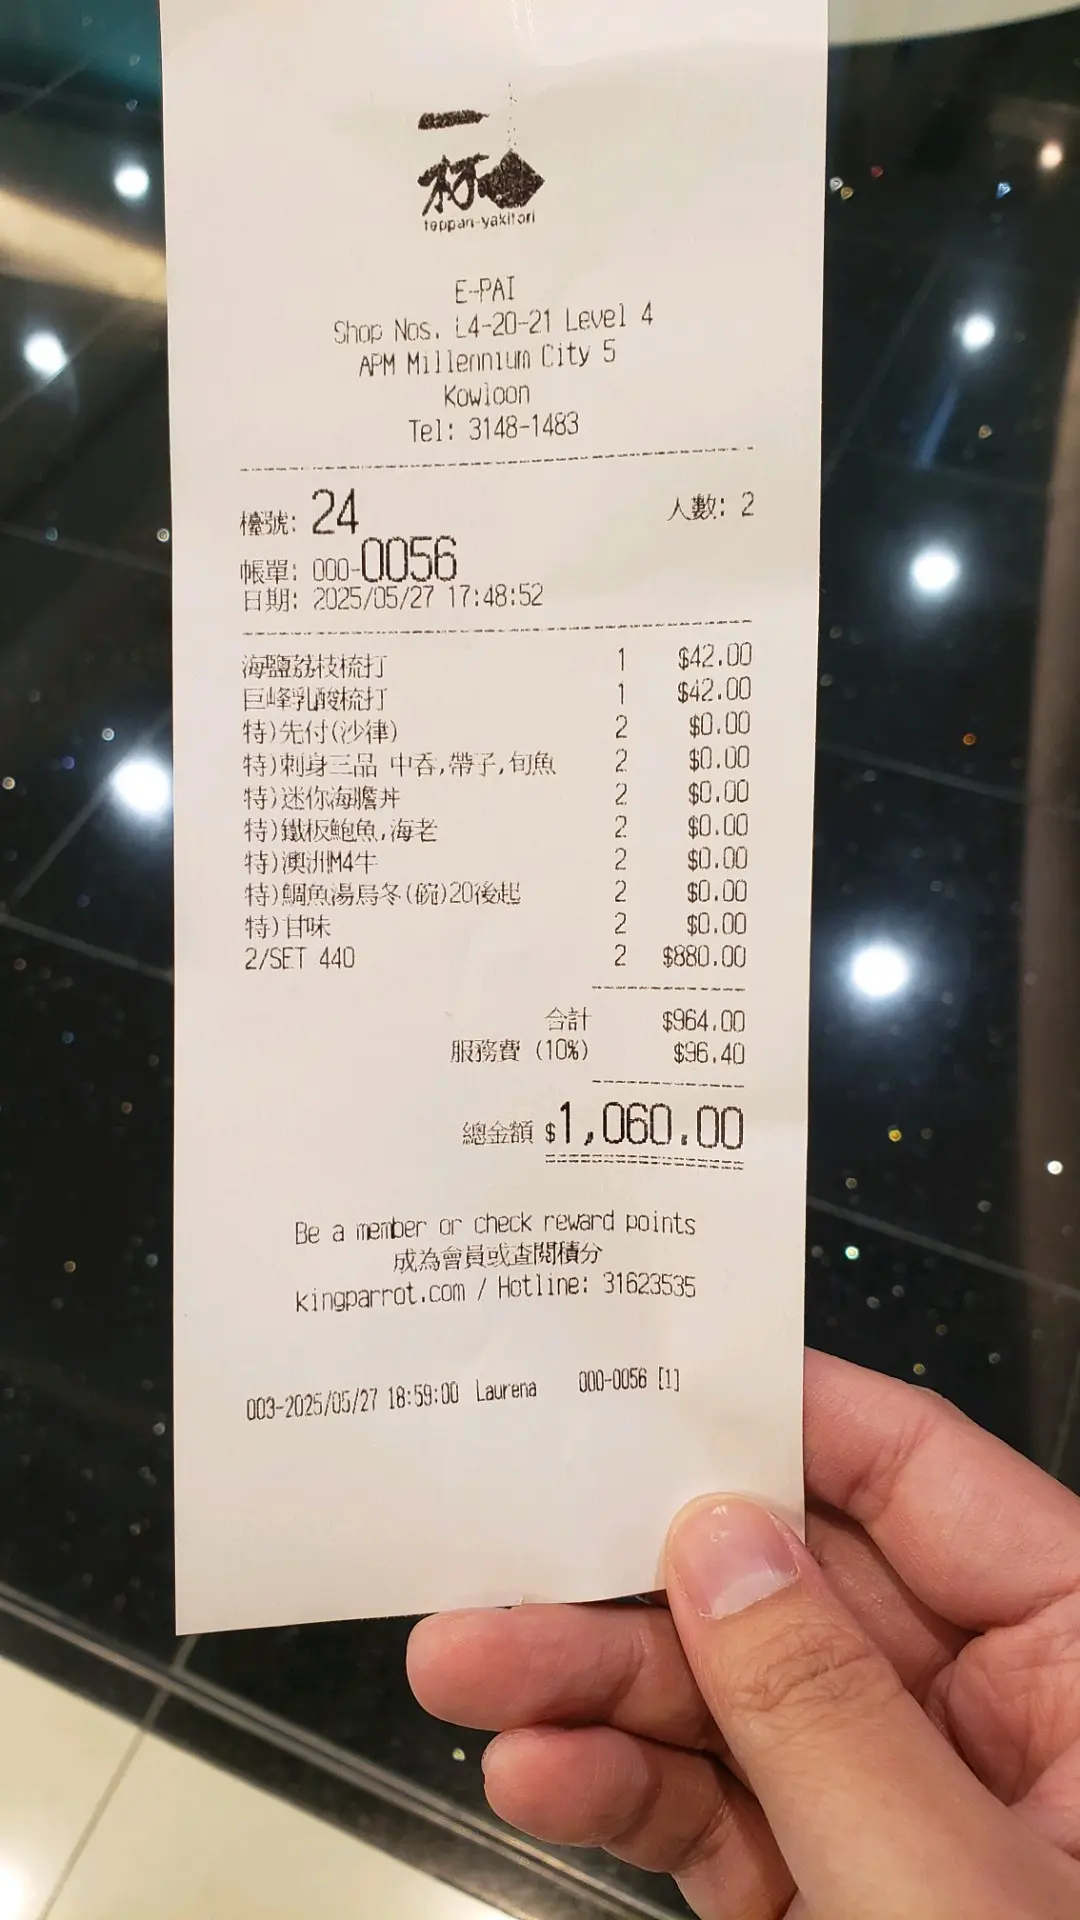 一杯
teppan-yakitori
E-PAI
Shop Nos. L4-20-21 Level 4
APM Millennium City 5
Kowloon
Tel: 3148-1483
檯號: 24 人數: 2
帳單: 000-0056
日期: 2025/05/27 17:48:52
海鹽荔枝梳打 1 $42.00
巨峰乳酸梳打 1 $42.00
特)先付(沙律) 2 $0.00
特)刺身三品 中吞,帶子,旬魚 2 $0.00
特)迷你海膽丼 2 $0.00
特)鐵板鮑魚,海老 2 $0.00
特)澳洲M4牛 2 $0.00
特)鯛魚湯烏冬(碗)20後起 2 $0.00
特)甘味 2 $0.00
2/SET 440 2 $880.00
合計 $964.00
服務費 (10%) $96.40
總金額 $1,060.00
Be a member or check reward points
成為會員或查閱積分
kingparrot.com / Hotline: 31623535
003-2025/05/27 18:59:00 Laurena 000-0056 [1]